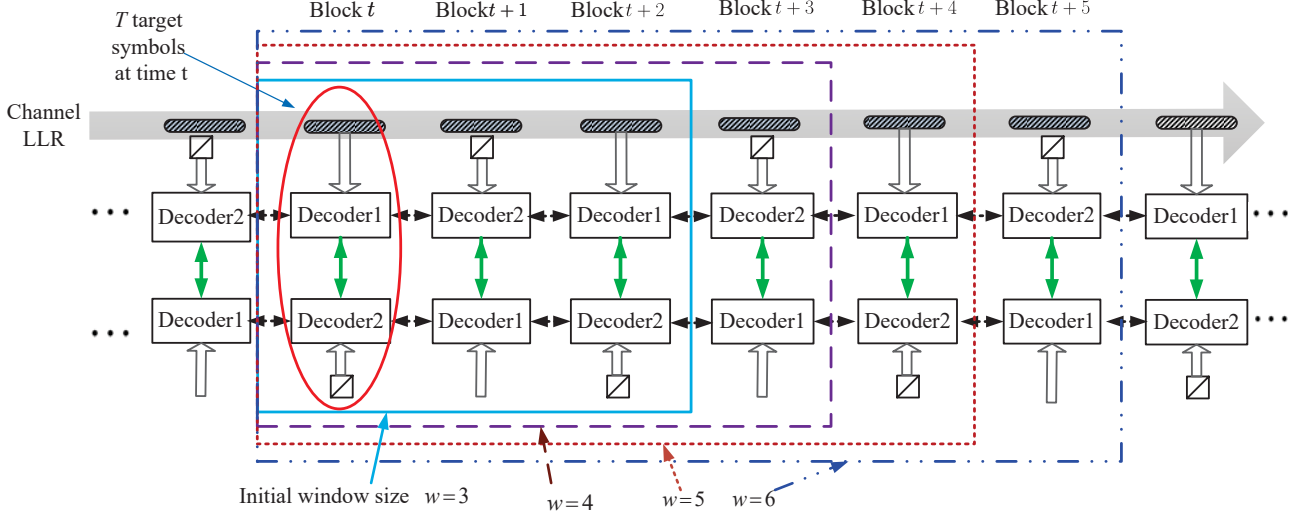 Block t Block t+1 Block t+2 Block t+3 Block t+4 Block t+5
T target
symbols
at time t
Channel
LLR
••• Decoder2 Decoder1 Decoder2 Decoder1 Decoder2 Decoder1 Decoder2 Decoder1 •••
••• Decoder1 Decoder2 Decoder1 Decoder2 Decoder1 Decoder2 Decoder1 Decoder2 •••
Initial window size w=3 w=4 w=5 w=6